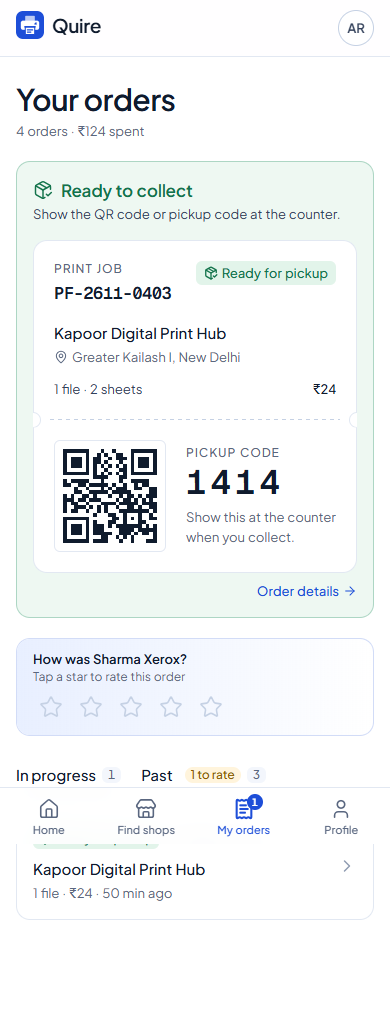 Quire
AR
Your orders
4 orders · ₹124 spent
Ready to collect
Show the QR code or pickup code at the counter.
PRINT JOB
PF-2611-0403
Ready for pickup
Kapoor Digital Print Hub
Greater Kailash I, New Delhi
1 file · 2 sheets
₹24
PICKUP CODE
1414
Show this at the counter
when you collect.
Order details
How was Sharma Xerox?
Tap a star to rate this order
In progress 1 Past 1 to rate 3
1
Home Find shops My orders Profile
Kapoor Digital Print Hub
1 file · ₹24 · 50 min ago